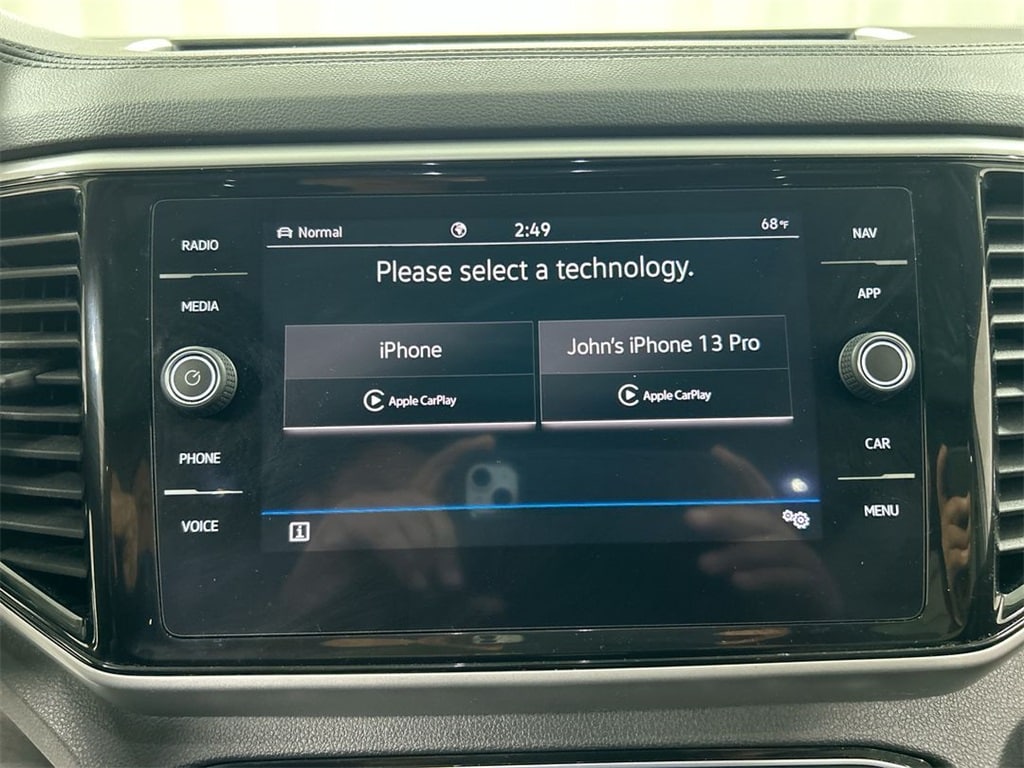 Normal 2:49 68°F
Please select a technology.
iPhone
Apple CarPlay
John's iPhone 13 Pro
Apple CarPlay
RADIO
MEDIA
PHONE
VOICE
NAV
APP
CAR
MENU